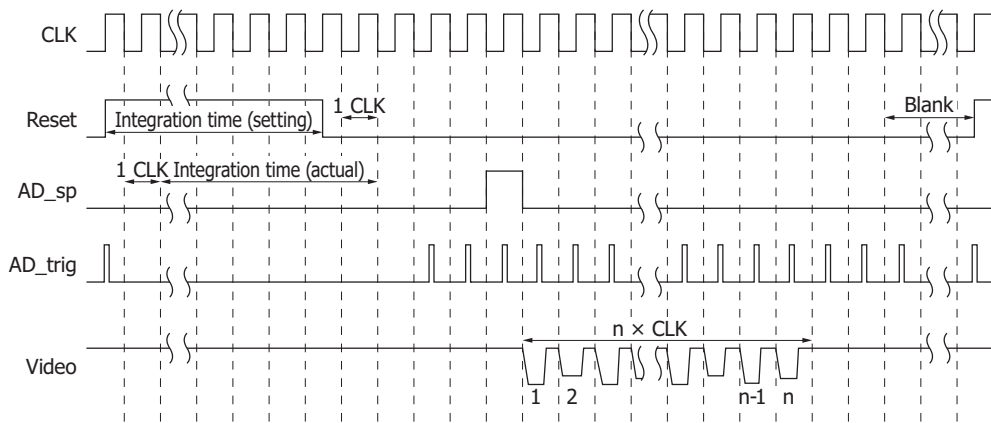 CLK
Reset
Integration time (setting)
1 CLK
Blank
1 CLK Integration time (actual)
AD_sp
AD_trig
n × CLK
Video
1 2 n-1 n